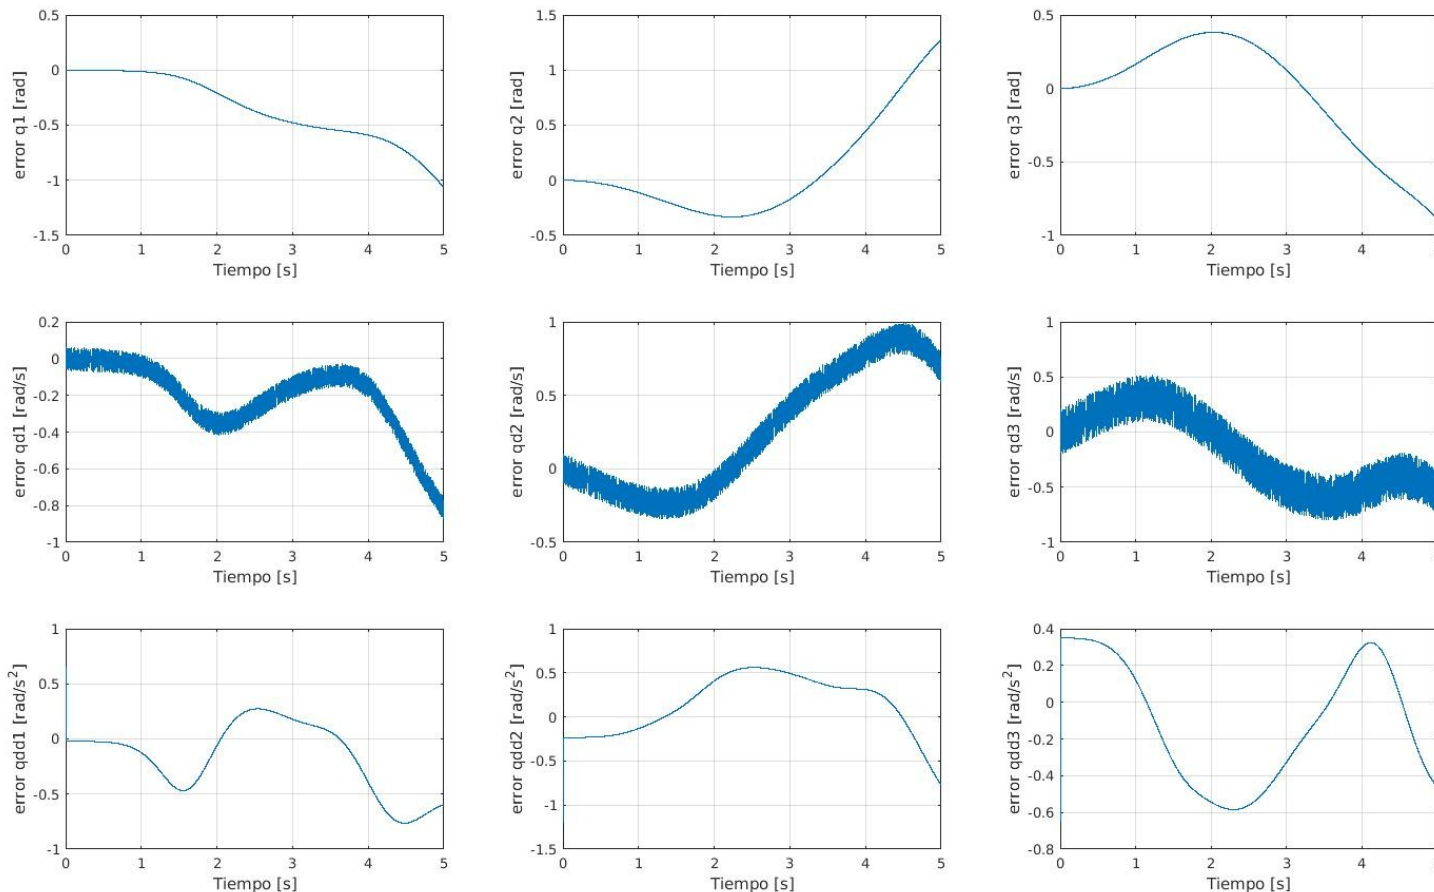 error q1 [rad]
0.5
0
-0.5
-1
-1.5
0 1 2 3 4 5
Tiempo [s]
error q2 [rad]
1.5
1
0.5
0
-0.5
0 1 2 3 4 5
Tiempo [s]
error q3 [rad]
0.5
0
-0.5
-1
0 1 2 3 4
Tiempo [s]
error qd1 [rad/s]
0.2
0
-0.2
-0.4
-0.6
-0.8
-1
0 1 2 3 4 5
Tiempo [s]
error qd2 [rad/s]
1
0.5
0
-0.5
0 1 2 3 4 5
Tiempo [s]
error qd3 [rad/s]
1
0.5
0
-0.5
-1
0 1 2 3 4
Tiempo [s]
error qdd1 [rad/s²]
1
0.5
0
-0.5
-1
0 1 2 3 4 5
Tiempo [s]
error qdd2 [rad/s²]
1
0.5
0
-0.5
-1
-1.5
0 1 2 3 4 5
Tiempo [s]
error qdd3 [rad/s²]
0.4
0.2
0
-0.2
-0.4
-0.6
-0.8
0 1 2 3 4
Tiempo [s]